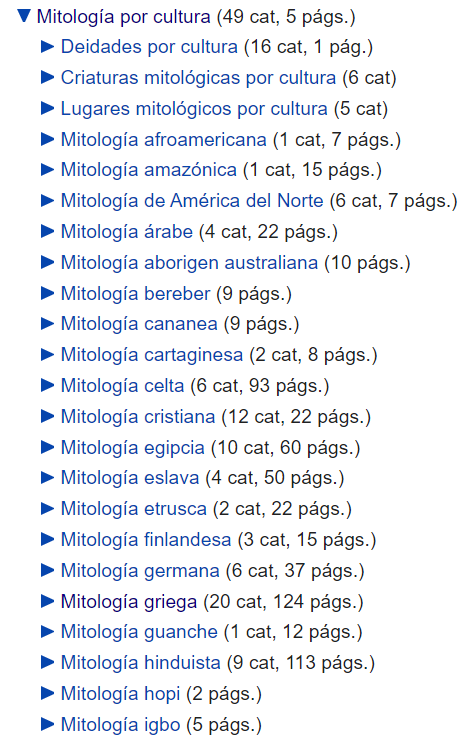 Mitología por cultura (49 cat, 5 págs.)
Deidades por cultura (16 cat, 1 pág.)
Criaturas mitológicas por cultura (6 cat)
Lugares mitológicos por cultura (5 cat)
Mitología afroamericana (1 cat, 7 págs.)
Mitología amazónica (1 cat, 15 págs.)
Mitología de América del Norte (6 cat, 7 págs.)
Mitología árabe (4 cat, 22 págs.)
Mitología aborigen australiana (10 págs.)
Mitología bereber (9 págs.)
Mitología cananea (9 págs.)
Mitología cartaginesa (2 cat, 8 págs.)
Mitología celta (6 cat, 93 págs.)
Mitología cristiana (12 cat, 22 págs.)
Mitología egipcia (10 cat, 60 págs.)
Mitología eslava (4 cat, 50 págs.)
Mitología etrusca (2 cat, 22 págs.)
Mitología finlandesa (3 cat, 15 págs.)
Mitología germana (6 cat, 37 págs.)
Mitología griega (20 cat, 124 págs.)
Mitología guanche (1 cat, 12 págs.)
Mitología hinduista (9 cat, 113 págs.)
Mitología hopi (2 págs.)
Mitología igbo (5 págs.)